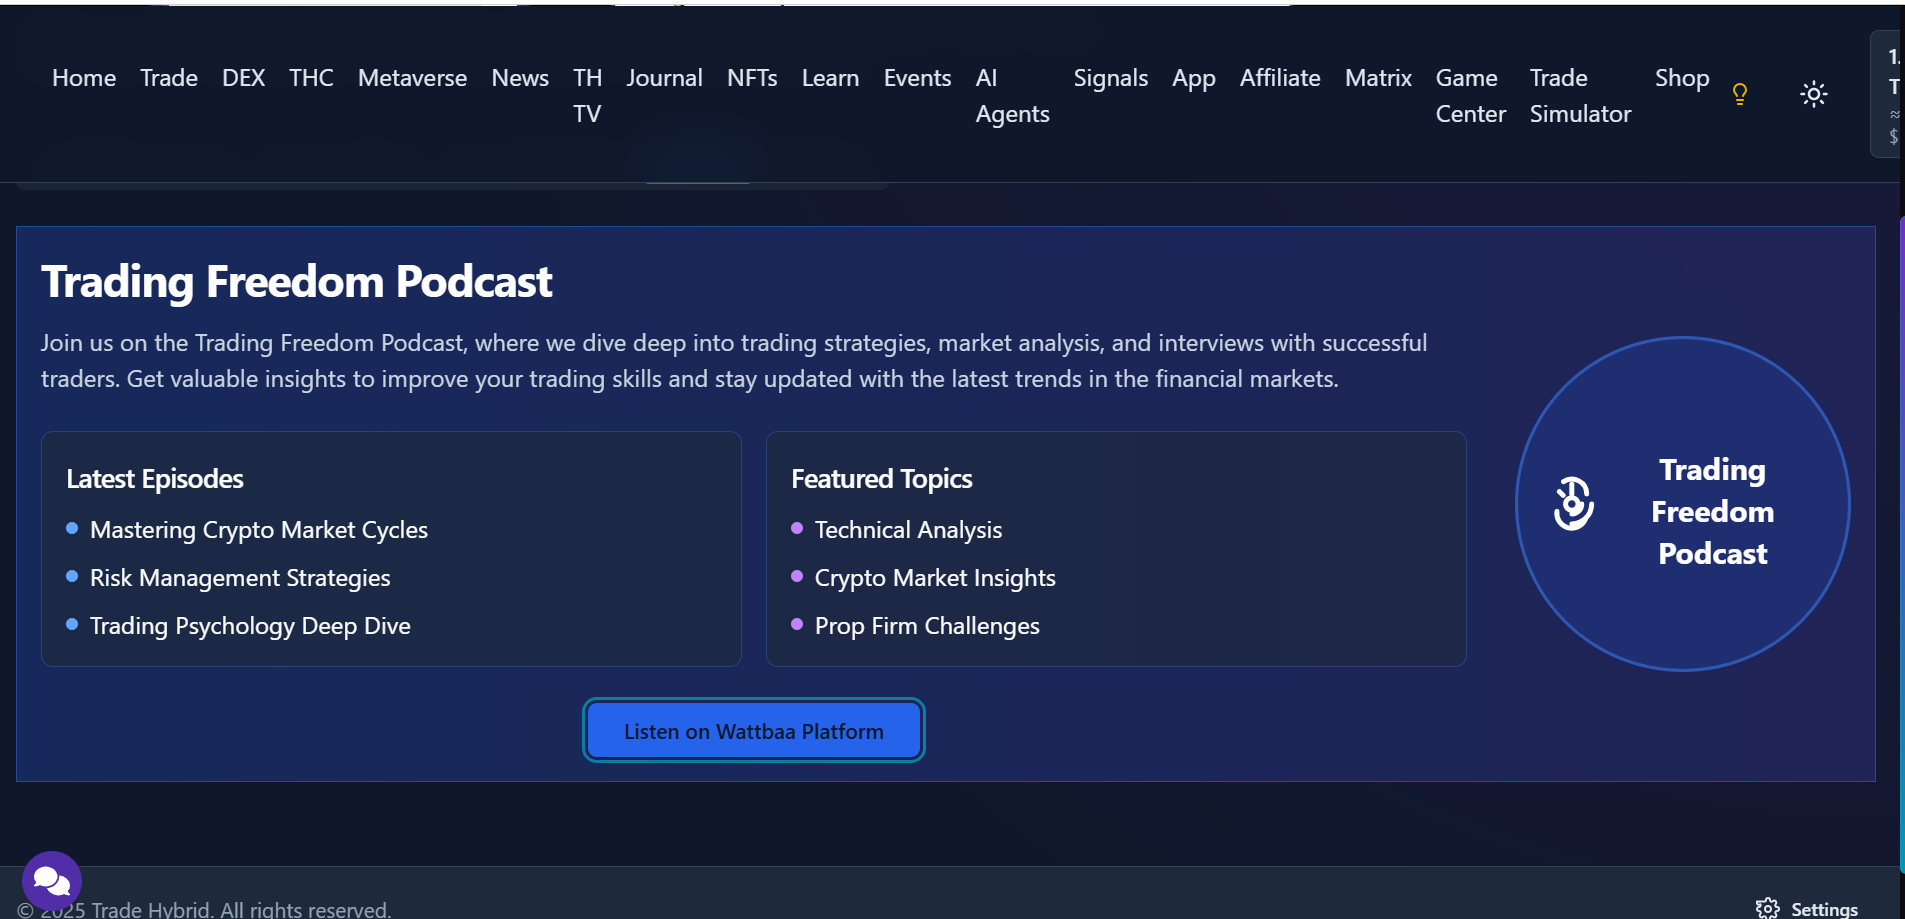 Home Trade DEX THC Metaverse News TH TV Journal NFTs Learn Events AI Agents Signals App Affiliate Matrix Game Center Trade Simulator Shop
≈
$
Trading Freedom Podcast
Join us on the Trading Freedom Podcast, where we dive deep into trading strategies, market analysis, and interviews with successful
traders. Get valuable insights to improve your trading skills and stay updated with the latest trends in the financial markets.
Latest Episodes
Mastering Crypto Market Cycles
Risk Management Strategies
Trading Psychology Deep Dive
Featured Topics
Technical Analysis
Crypto Market Insights
Prop Firm Challenges
Trading
Freedom
Podcast
Listen on Wattbaa Platform
© 2025 Trade Hybrid. All rights reserved.
Settings